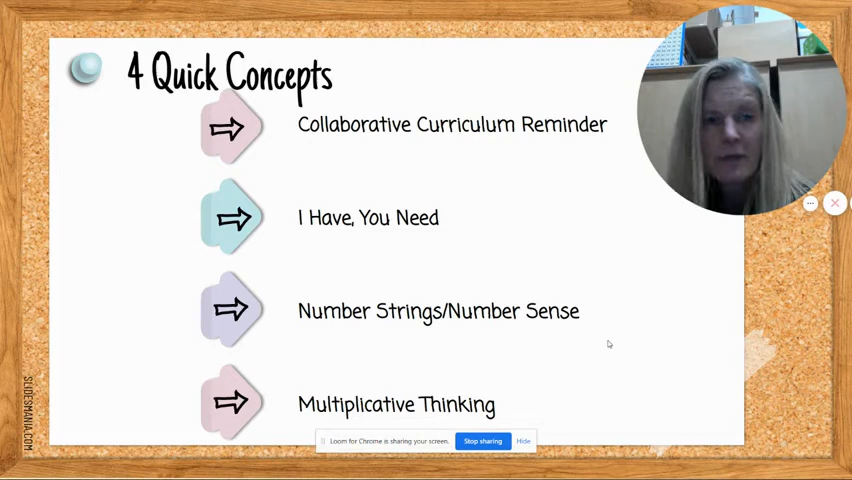 4 Quick Concepts
Collaborative Curriculum Reminder
I Have, You Need
Number Strings/Number Sense
Multiplicative Thinking
SLIDESMANIA.COM
Loom for Chrome is sharing your screen. Stop sharing Hide